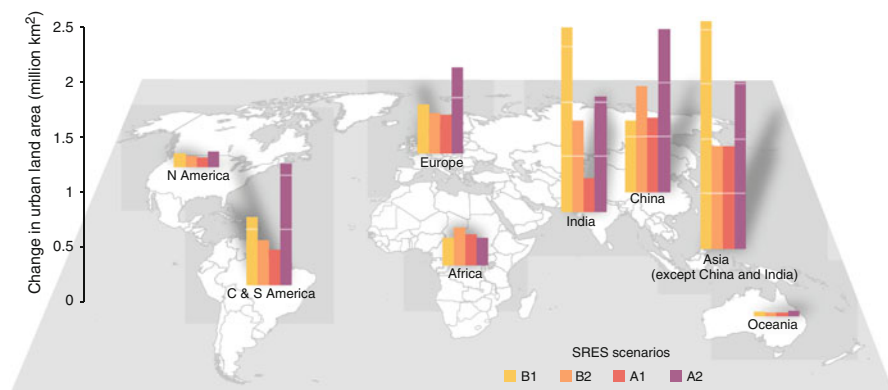 Change in urban land area (million km²)
2.5
2
1.5
1
0.5
0
N America
C & S America
Europe
Africa
India
China
Asia
(except China and India)
Oceania
SRES scenarios
B1 B2 A1 A2